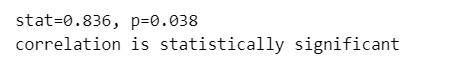 stat=0.836, p=0.038
correlation is statistically significant